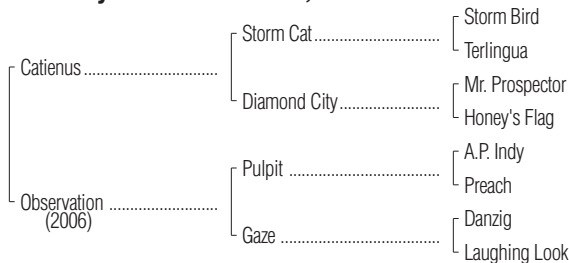 Storm Bird
Storm Cat
Terlingua
Catienus
Mr. Prospector
Diamond City
Honey's Flag
A.P. Indy
Pulpit
Preach
Observation
(2006)
Danzig
Gaze
Laughing Look